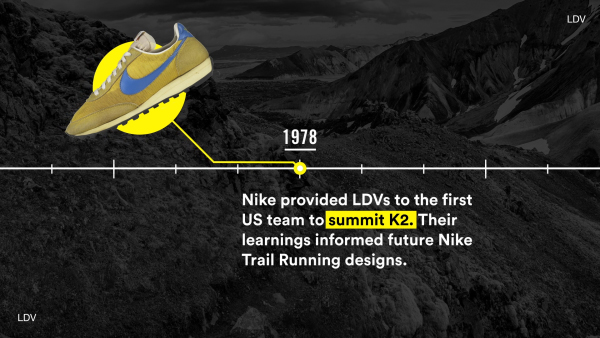 LDV
1978
Nike provided LDVs to the first
US team to summit K2. Their
learnings informed future Nike
Trail Running designs.
LDV